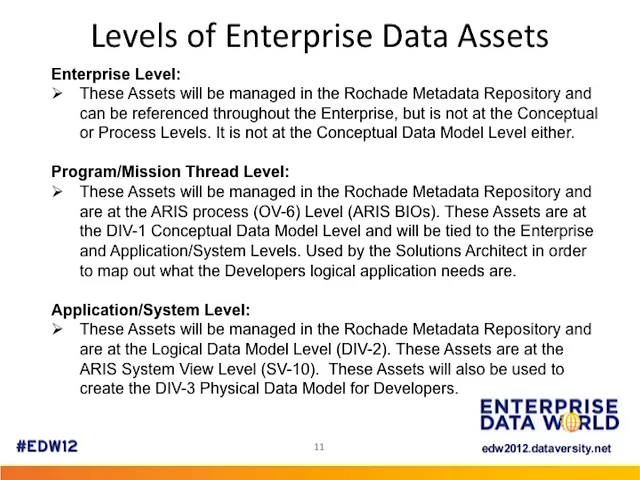 Levels of Enterprise Data Assets
Enterprise Level:
➢ These Assets will be managed in the Rochade Metadata Repository and
can be referenced throughout the Enterprise, but is not at the Conceptual
or Process Levels. It is not at the Conceptual Data Model Level either.
Program/Mission Thread Level:
➢ These Assets will be managed in the Rochade Metadata Repository and
are at the ARIS process (OV-6) Level (ARIS BIOs). These Assets are at
the DIV-1 Conceptual Data Model Level and will be tied to the Enterprise
and Application/System Levels. Used by the Solutions Architect in order
to map out what the Developers logical application needs are.
Application/System Level:
➢ These Assets will be managed in the Rochade Metadata Repository and
are at the Logical Data Model Level (DIV-2). These Assets are at the
ARIS System View Level (SV-10).  These Assets will also be used to
create the DIV-3 Physical Data Model for Developers.
ENTERPRISE
DATA WORLD
#EDW12
11
edw2012.dataversity.net